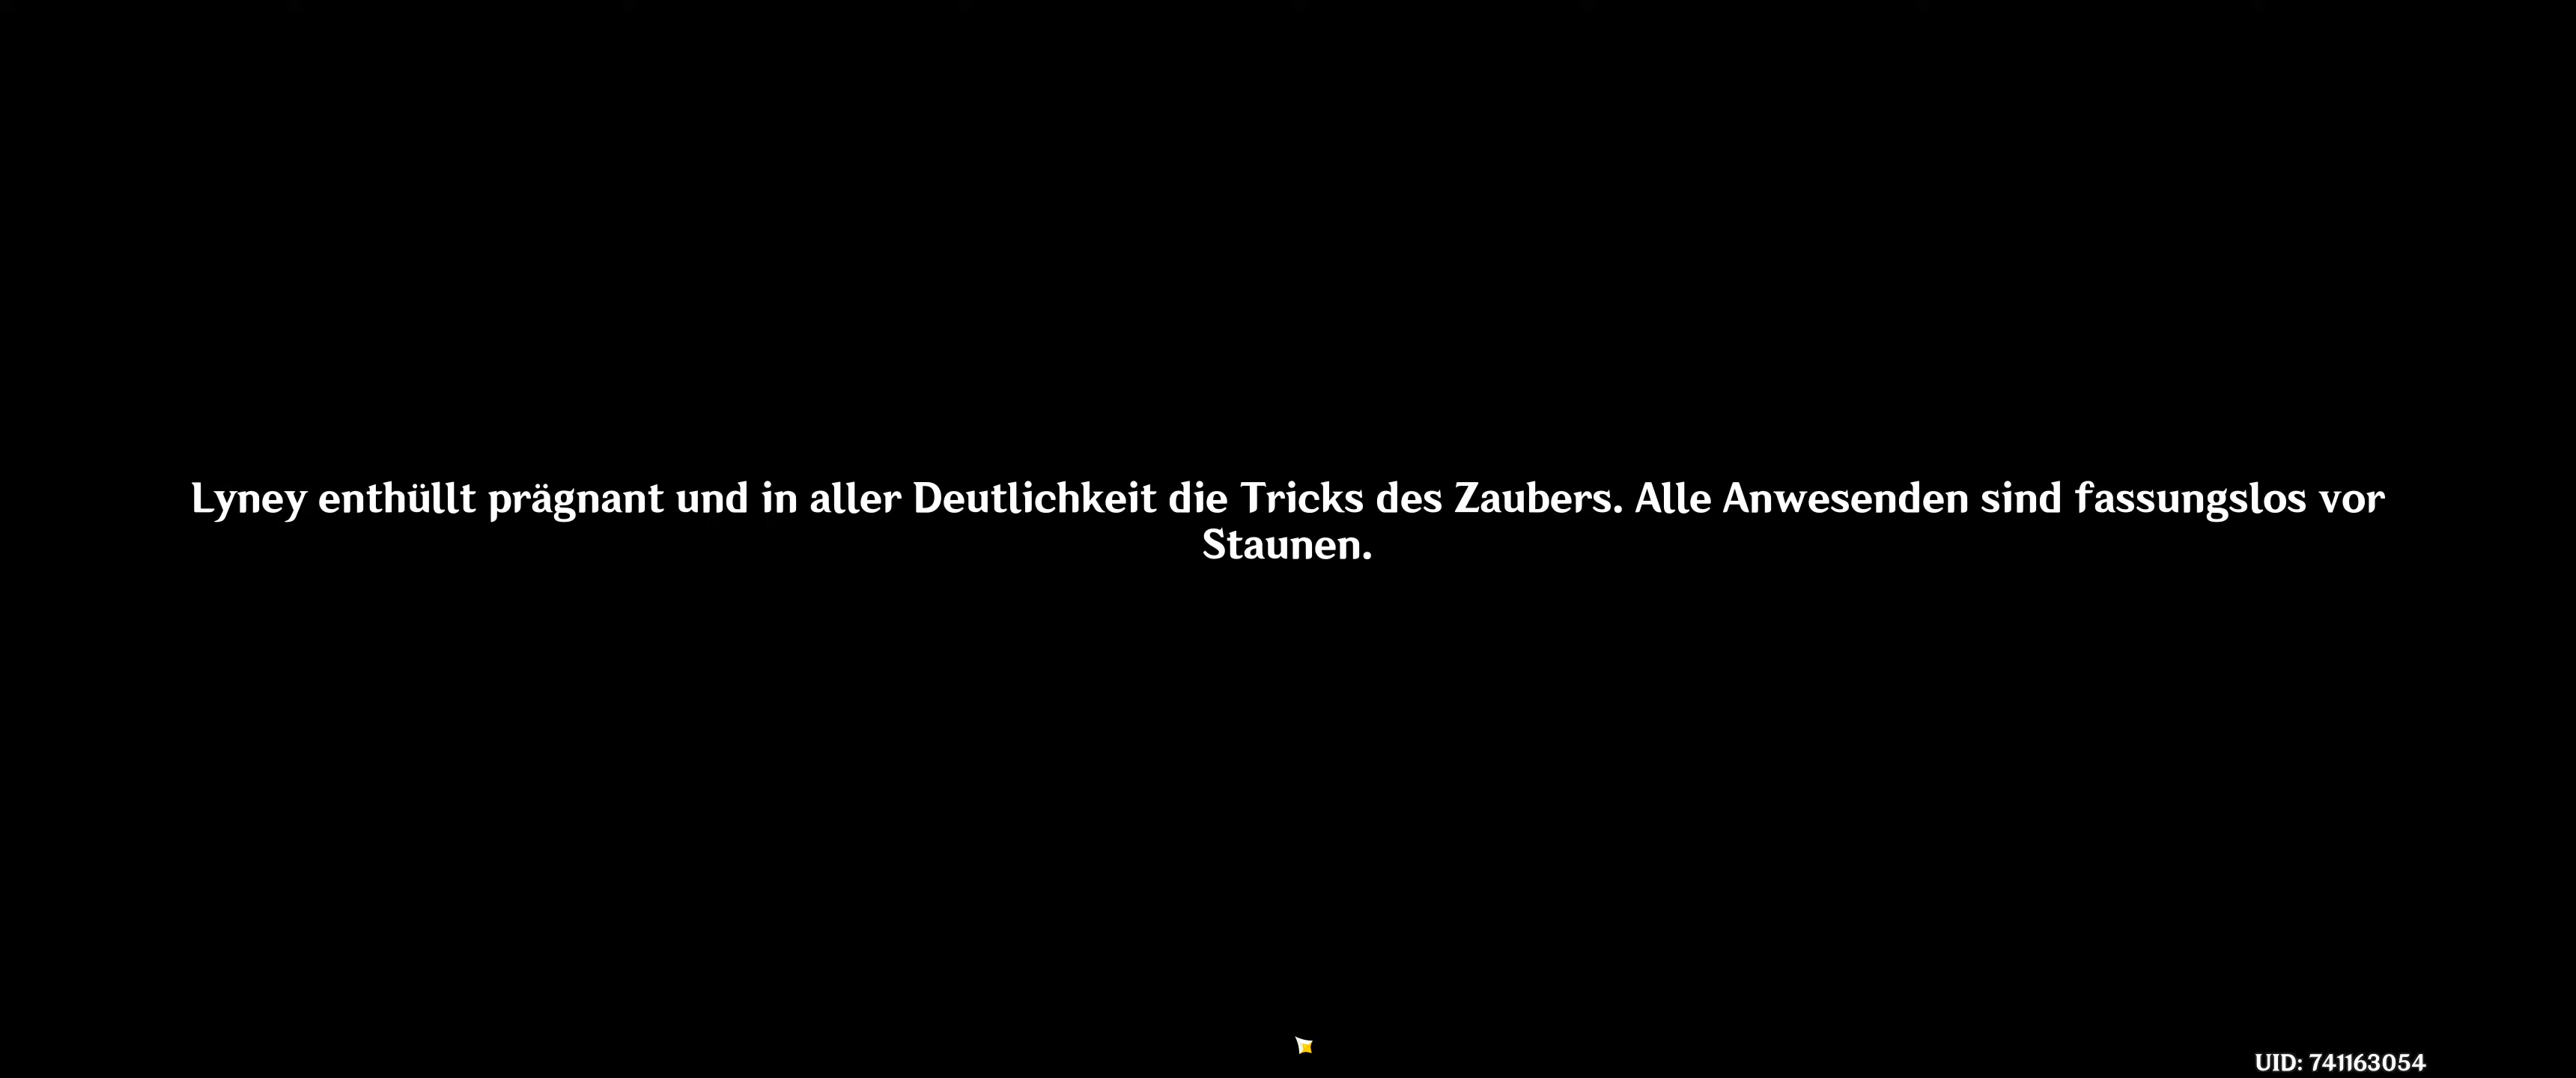 Lyney enthüllt prägnant und in aller Deutlichkeit die Tricks des Zaubers. Alle Anwesenden sind fassungslos vor
Staunen.
UID: 741163054